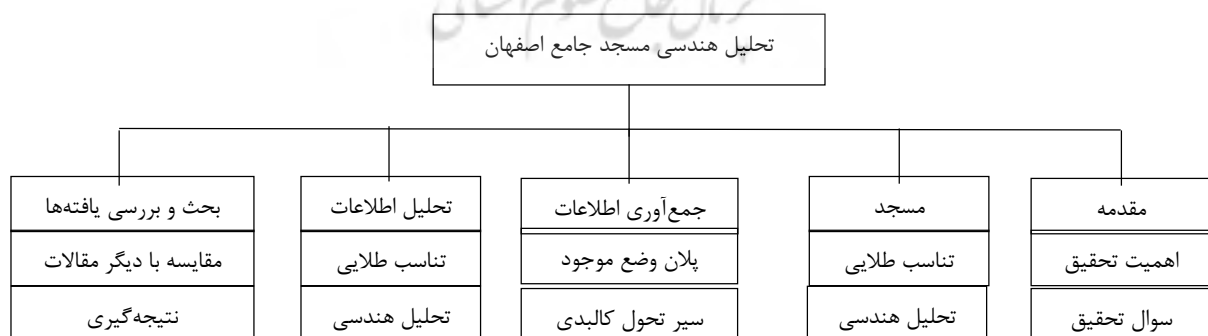 تحلیل هندسی مسجد جامع اصفهان
مقدمه
اهمیت تحقیق
سوال تحقیق
مسجد
تناسب طلایی
تحلیل هندسی
جمع‌آوری اطلاعات
پلان وضع موجود
سیر تحول کالبدی
تحلیل اطلاعات
تناسب طلایی
تحلیل هندسی
بحث و بررسی یافته‌ها
مقایسه با دیگر مقالات
نتیجه‌گیری